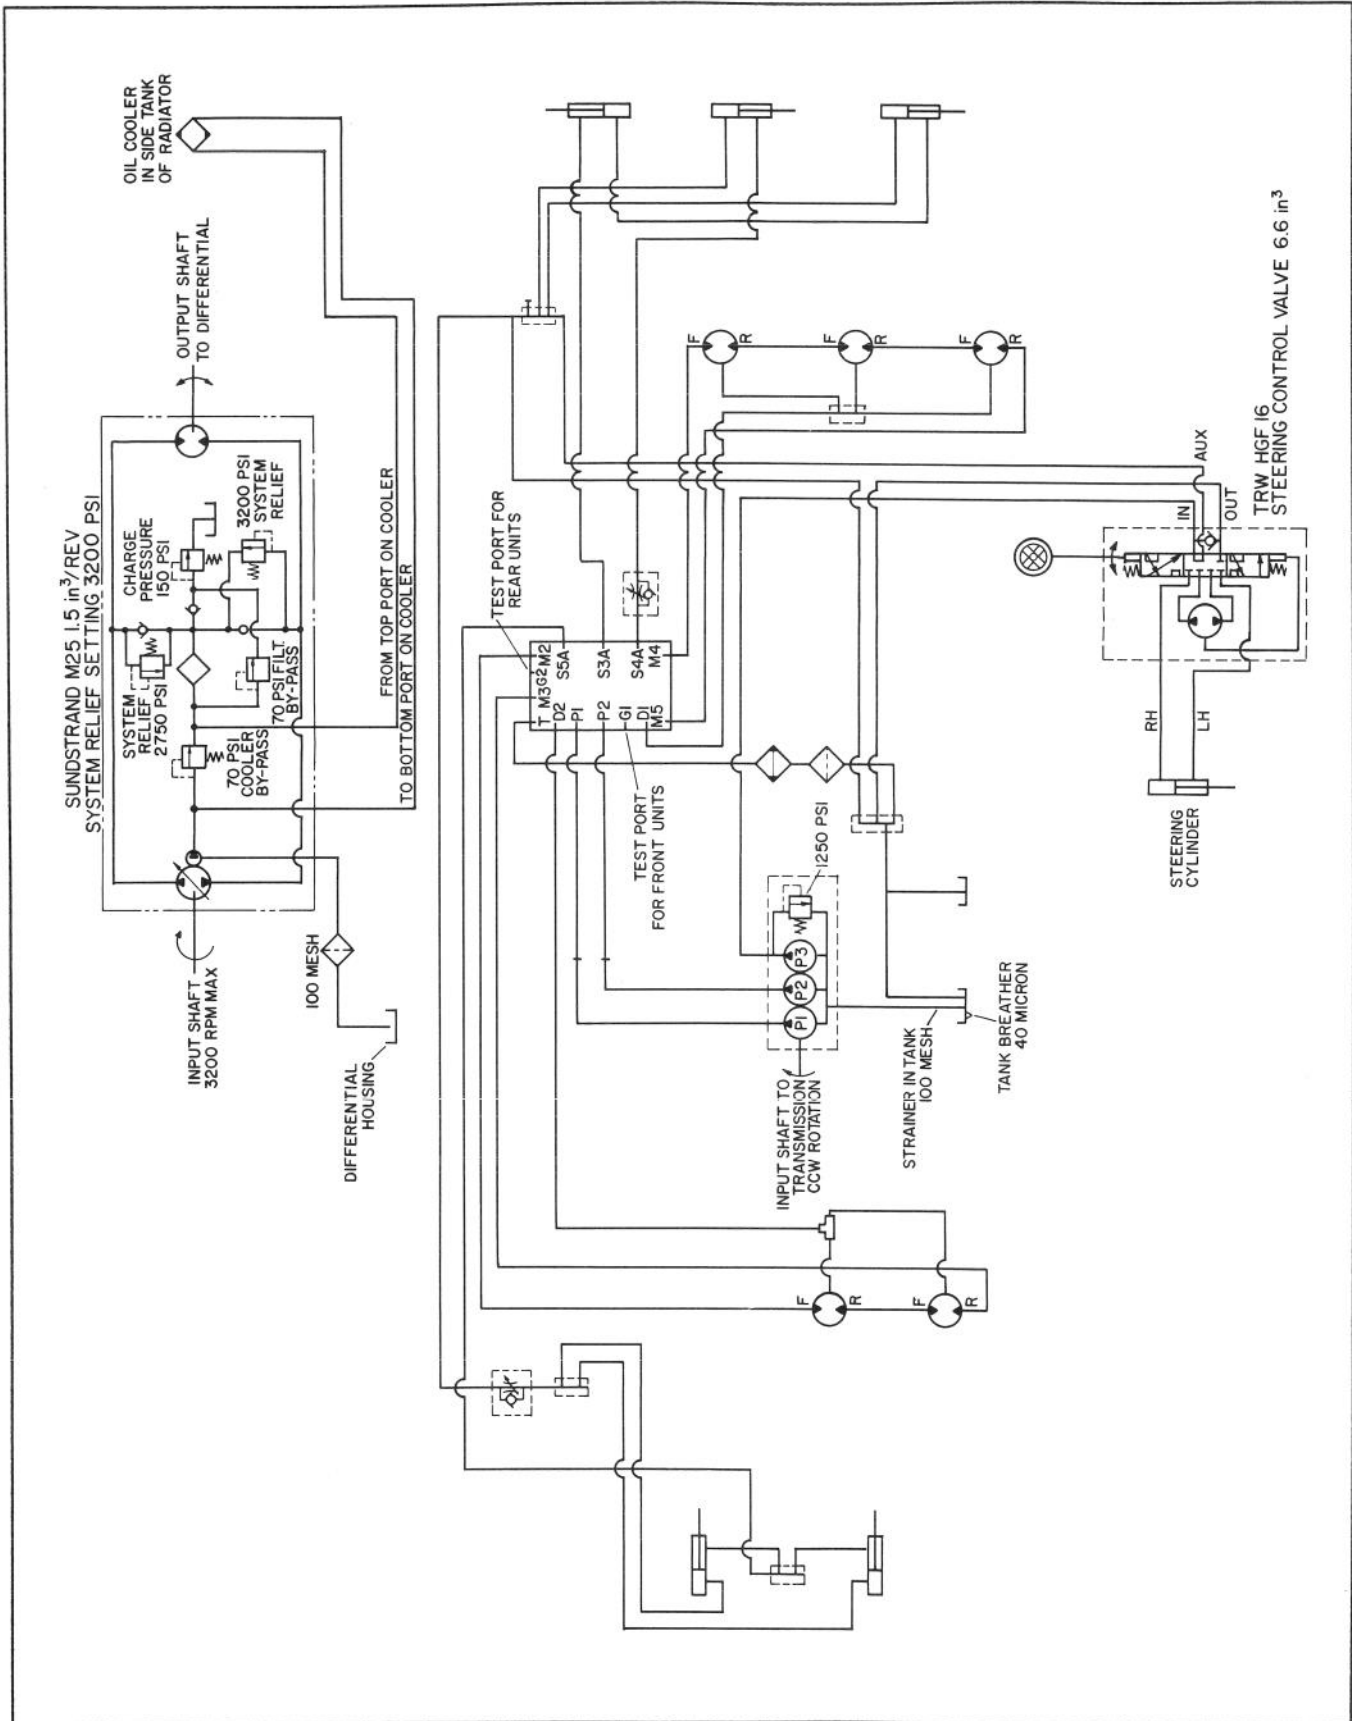 OIL COOLER
IN SIDE TANK
OF RADIATOR
OUTPUT SHAFT
TO DIFFERENTIAL
SUNDSTRAND M25 1.5 in³/REV
SYSTEM RELIEF SETTING 3200 PSI
CHARGE
PRESSURE
150 PSI
3200 PSI
SYSTEM
RELIEF
SYSTEM
RELIEF
2750 PSI
70 PSI FILT.
BY-PASS
70 PSI
COOLER
BY-PASS
FROM TOP PORT ON COOLER
TO BOTTOM PORT ON COOLER
INPUT SHAFT
3200 RPM MAX
100 MESH
DIFFERENTIAL
HOUSING
TEST PORT FOR
REAR UNITS
T
M3
G2
M2
D2
S5A
P1
P2
S3A
G1
D1
S4A
M5
M4
TEST PORT
FOR FRONT UNITS
F
R
F
R
F
R
1250 PSI
P1
P2
P3
INPUT SHAFT TO
TRANSMISSION
CCW ROTATION
STRAINER IN TANK
100 MESH
TANK BREATHER
40 MICRON
F
R
F
R
IN
AUX
OUT
TRW HGF 16
STEERING CONTROL VALVE 6.6 in³
RH
LH
STEERING
CYLINDER